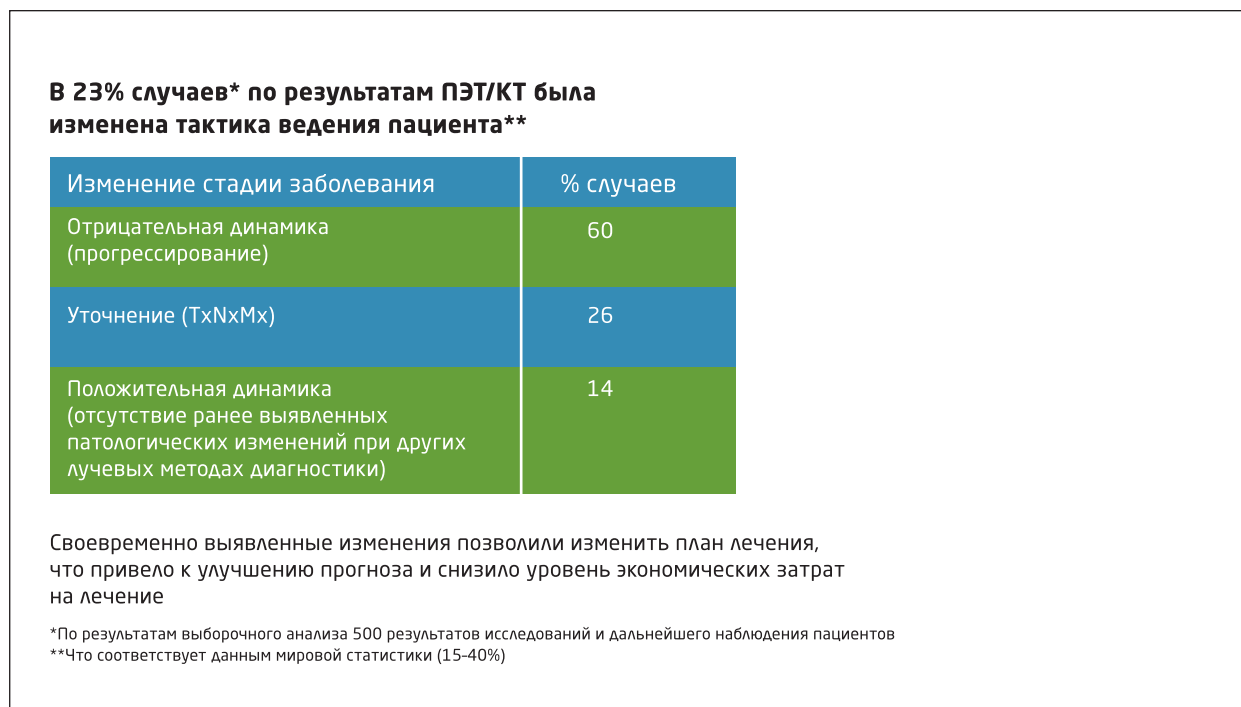 В 23% случаев* по результатам ПЭТ/КТ была
изменена тактика ведения пациента**
Изменение стадии заболевания % случаев
Отрицательная динамика 60
(прогрессирование)
Уточнение (TxNxMx) 26
Положительная динамика 14
(отсутствие ранее выявленных
патологических изменений при других
лучевых методах диагностики)
Своевременно выявленные изменения позволили изменить план лечения,
что привело к улучшению прогноза и снизило уровень экономических затрат
на лечение
*По результатам выборочного анализа 500 результатов исследований и дальнейшего наблюдения пациентов
**Что соответствует данным мировой статистики (15–40%)